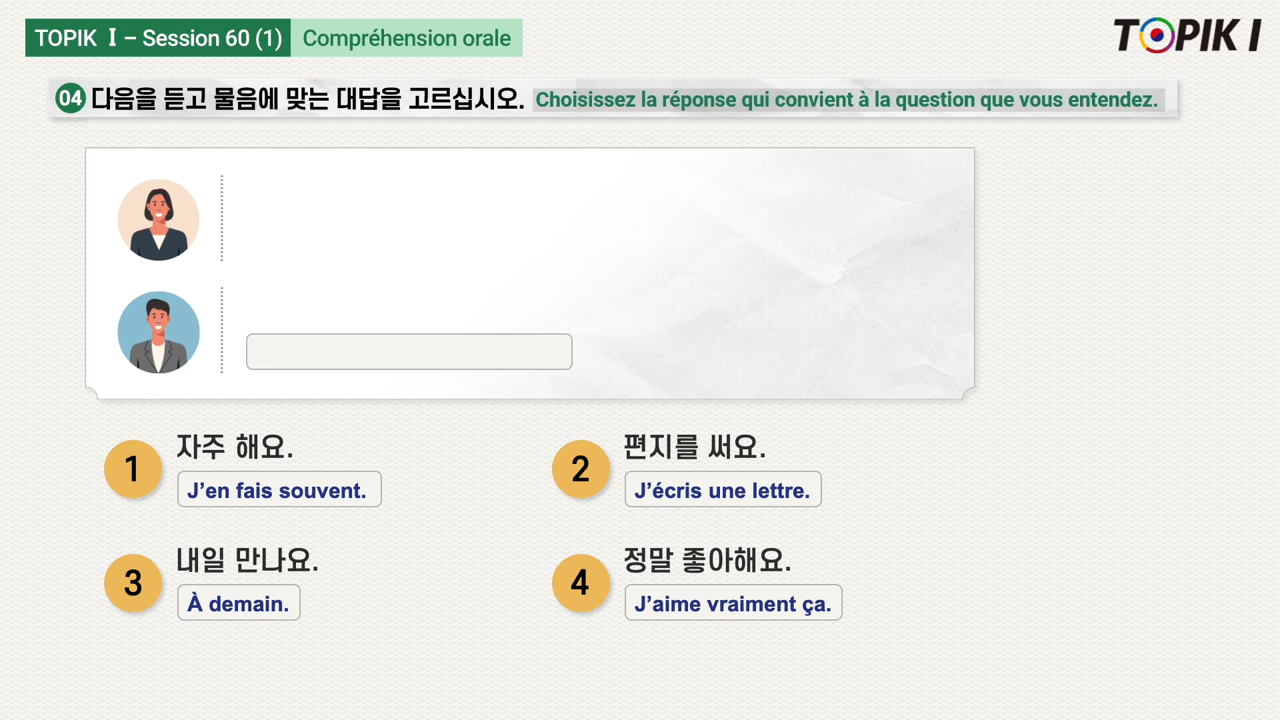 TOPIK Ⅰ – Session 60 (1) Compréhension orale
TOPIK I
04 다음을 듣고 물음에 맞는 대답을 고르십시오. Choisissez la réponse qui convient à la question que vous entendez.
1 자주 해요.
J’en fais souvent.
2 편지를 써요.
J’écris une lettre.
3 내일 만나요.
À demain.
4 정말 좋아해요.
J’aime vraiment ça.